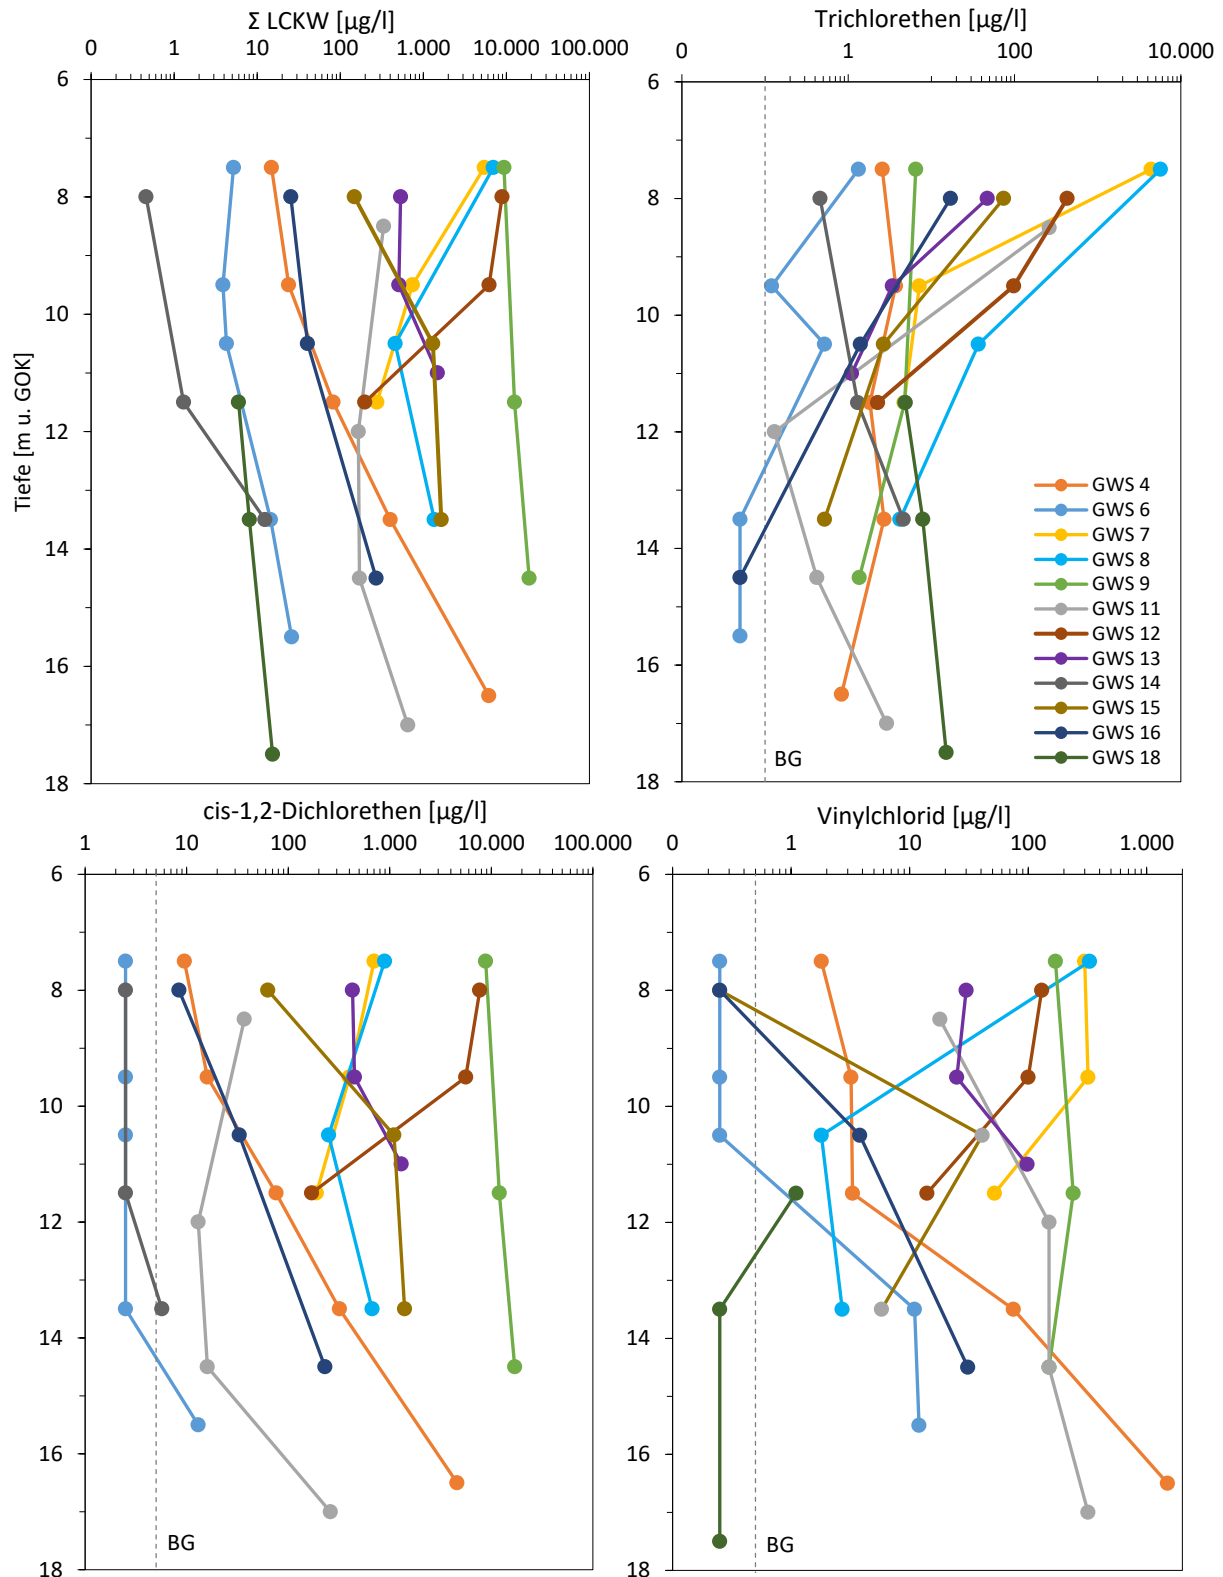 Σ LCKW [µg/l]
0 1 10 100 1.000 10.000 100.000
6
8
10
12
14
16
18
Tiefe [m u. GOK]
Trichlorethen [µg/l]
0 1 100 10.000
6
8
10
12
14
16
18
BG
GWS 4
GWS 6
GWS 7
GWS 8
GWS 9
GWS 11
GWS 12
GWS 13
GWS 14
GWS 15
GWS 16
GWS 18
cis-1,2-Dichlorethen [µg/l]
1 10 100 1.000 10.000 100.000
6
8
10
12
14
16
18
BG
Vinylchlorid [µg/l]
0 1 10 100 1.000
6
8
10
12
14
16
18
BG